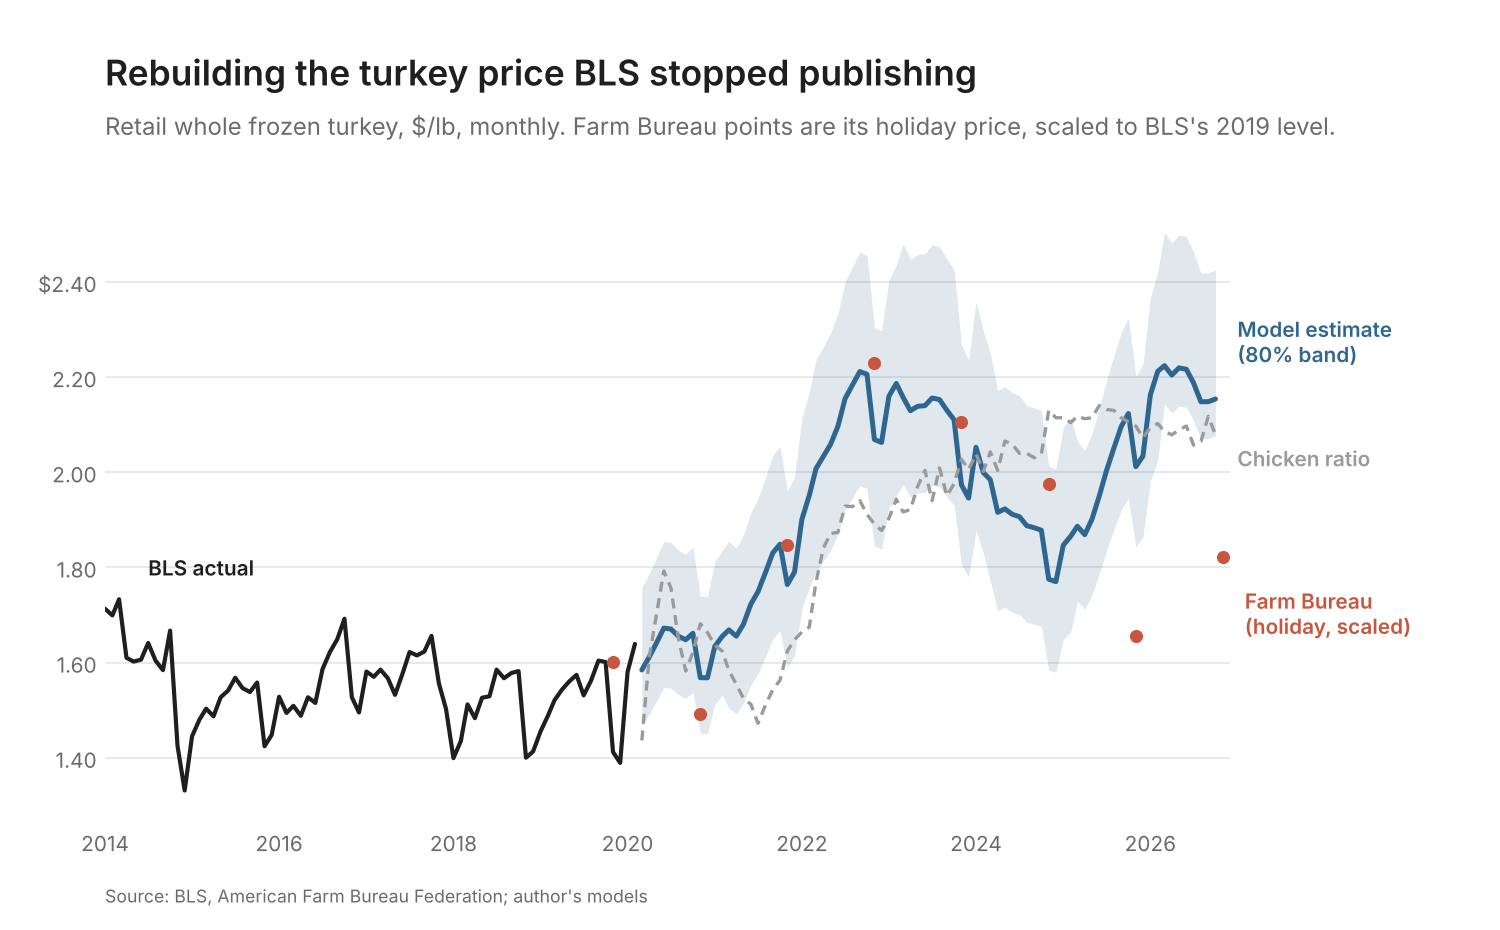 Rebuilding the turkey price BLS stopped publishing
Retail whole frozen turkey, $/lb, monthly. Farm Bureau points are its holiday price, scaled to BLS's 2019 level.
$2.40
2.20
2.00
1.80
1.60
1.40
BLS actual
Model estimate
(80% band)
Chicken ratio
Farm Bureau
(holiday, scaled)
2014
2016
2018
2020
2022
2024
2026
Source: BLS, American Farm Bureau Federation; author's models